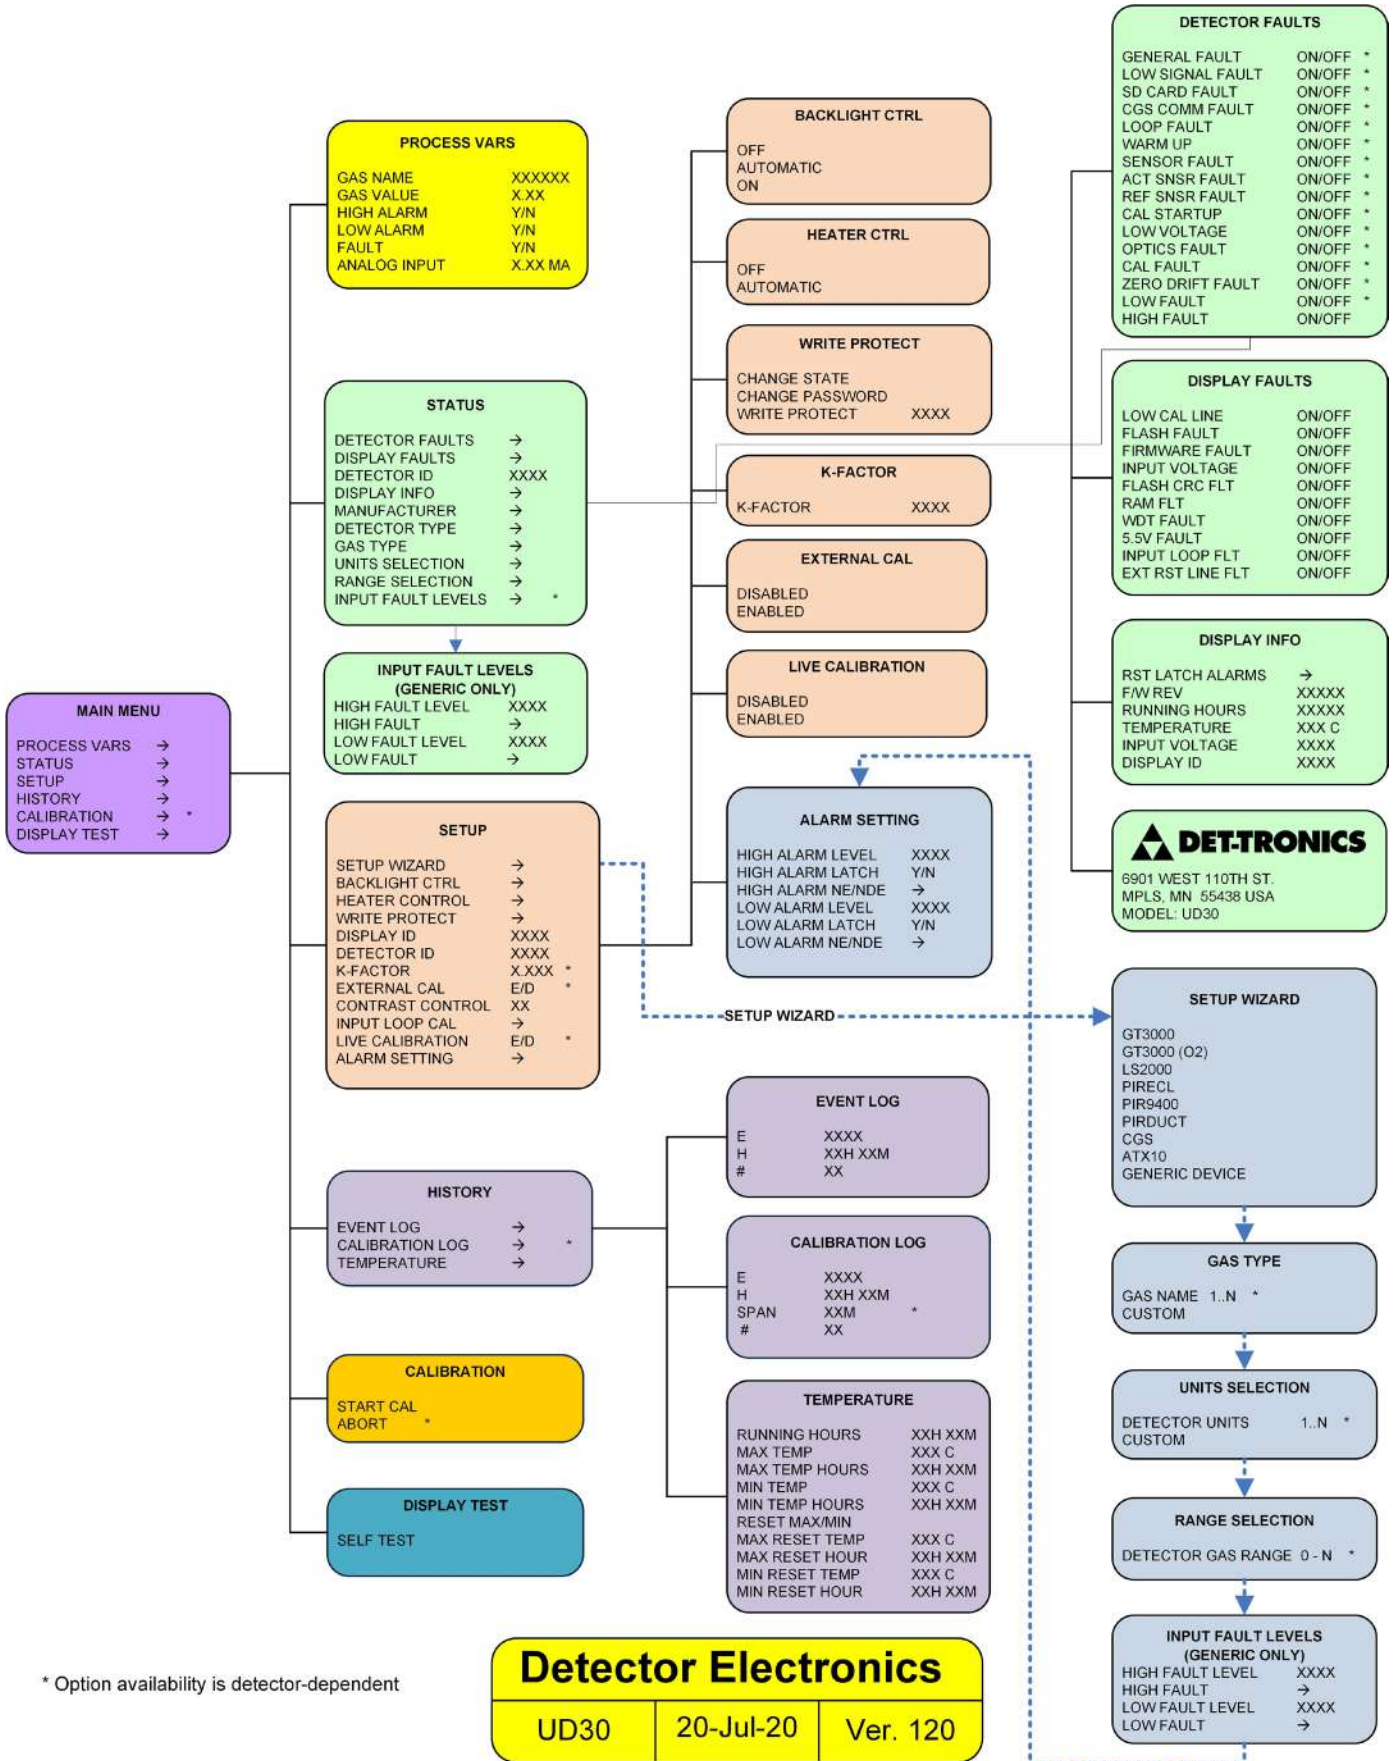 MAIN MENU
PROCESS VARS →
STATUS →
SETUP →
HISTORY →
CALIBRATION → *
DISPLAY TEST →
PROCESS VARS
GAS NAME XXXXXX
GAS VALUE X.XX
HIGH ALARM Y/N
LOW ALARM Y/N
FAULT Y/N
ANALOG INPUT X.XX MA
STATUS
DETECTOR FAULTS →
DISPLAY FAULTS →
DETECTOR ID XXXX
DISPLAY INFO →
MANUFACTURER →
DETECTOR TYPE →
GAS TYPE →
UNITS SELECTION →
RANGE SELECTION →
INPUT FAULT LEVELS → *
INPUT FAULT LEVELS
(GENERIC ONLY)
HIGH FAULT LEVEL XXXX
HIGH FAULT →
LOW FAULT LEVEL XXXX
LOW FAULT →
SETUP
SETUP WIZARD →
BACKLIGHT CTRL →
HEATER CONTROL →
WRITE PROTECT →
DISPLAY ID XXXX
DETECTOR ID XXXX
K-FACTOR X.XXX *
EXTERNAL CAL E/D *
CONTRAST CONTROL XX
INPUT LOOP CAL →
LIVE CALIBRATION E/D *
ALARM SETTING →
HISTORY
EVENT LOG →
CALIBRATION LOG → *
TEMPERATURE →
CALIBRATION
START CAL
ABORT *
DISPLAY TEST
SELF TEST
BACKLIGHT CTRL
OFF
AUTOMATIC
ON
HEATER CTRL
OFF
AUTOMATIC
WRITE PROTECT
CHANGE STATE
CHANGE PASSWORD
WRITE PROTECT XXXX
K-FACTOR
K-FACTOR XXXX
EXTERNAL CAL
DISABLED
ENABLED
LIVE CALIBRATION
DISABLED
ENABLED
ALARM SETTING
HIGH ALARM LEVEL XXXX
HIGH ALARM LATCH Y/N
HIGH ALARM NE/NDE →
LOW ALARM LEVEL XXXX
LOW ALARM LATCH Y/N
LOW ALARM NE/NDE →
SETUP WIZARD
EVENT LOG
E XXXX
H XXH XXM
# XX
CALIBRATION LOG
E XXXX
H XXH XXM
SPAN XXM *
# XX
TEMPERATURE
RUNNING HOURS XXH XXM
MAX TEMP XXX C
MAX TEMP HOURS XXH XXM
MIN TEMP XXX C
MIN TEMP HOURS XXH XXM
RESET MAX/MIN
MAX RESET TEMP XXX C
MAX RESET HOUR XXH XXM
MIN RESET TEMP XXX C
MIN RESET HOUR XXH XXM
DETECTOR FAULTS
GENERAL FAULT ON/OFF *
LOW SIGNAL FAULT ON/OFF *
SD CARD FAULT ON/OFF *
CGS COMM FAULT ON/OFF *
LOOP FAULT ON/OFF *
WARM UP ON/OFF *
SENSOR FAULT ON/OFF *
ACT SNSR FAULT ON/OFF *
REF SNSR FAULT ON/OFF *
CAL STARTUP ON/OFF *
LOW VOLTAGE ON/OFF *
OPTICS FAULT ON/OFF *
CAL FAULT ON/OFF *
ZERO DRIFT FAULT ON/OFF *
LOW FAULT ON/OFF *
HIGH FAULT ON/OFF
DISPLAY FAULTS
LOW CAL LINE ON/OFF
FLASH FAULT ON/OFF
FIRMWARE FAULT ON/OFF
INPUT VOLTAGE ON/OFF
FLASH CRC FLT ON/OFF
RAM FLT ON/OFF
WDT FAULT ON/OFF
5.5V FAULT ON/OFF
INPUT LOOP FLT ON/OFF
EXT RST LINE FLT ON/OFF
DISPLAY INFO
RST LATCH ALARMS →
F/W REV XXXXX
RUNNING HOURS XXXXX
TEMPERATURE XXX C
INPUT VOLTAGE XXXX
DISPLAY ID XXXX
DET-TRONICS
6901 WEST 110TH ST.
MPLS, MN 55438 USA
MODEL: UD30
SETUP WIZARD
GT3000
GT3000 (O2)
LS2000
PIRECL
PIR9400
PIRDUCT
CGS
ATX10
GENERIC DEVICE
GAS TYPE
GAS NAME 1..N *
CUSTOM
UNITS SELECTION
DETECTOR UNITS 1..N *
CUSTOM
RANGE SELECTION
DETECTOR GAS RANGE 0 - N *
INPUT FAULT LEVELS
(GENERIC ONLY)
HIGH FAULT LEVEL XXXX
HIGH FAULT →
LOW FAULT LEVEL XXXX
LOW FAULT →
* Option availability is detector-dependent
Detector Electronics
UD30 20-Jul-20 Ver. 120